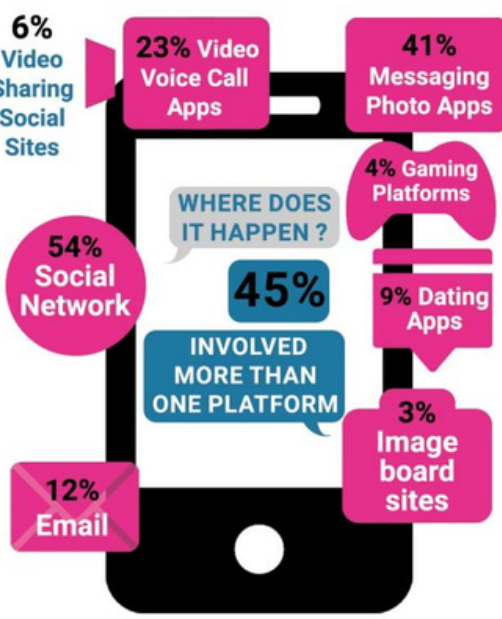 6%
Video
Sharing
Social
Sites
23% Video
Voice Call
Apps
41%
Messaging
Photo Apps
4% Gaming
Platforms
WHERE DOES
IT HAPPEN ?
54%
Social
Network
45%
9% Dating
Apps
INVOLVED
MORE THAN
ONE PLATFORM
3%
Image
board
sites
12%
Email